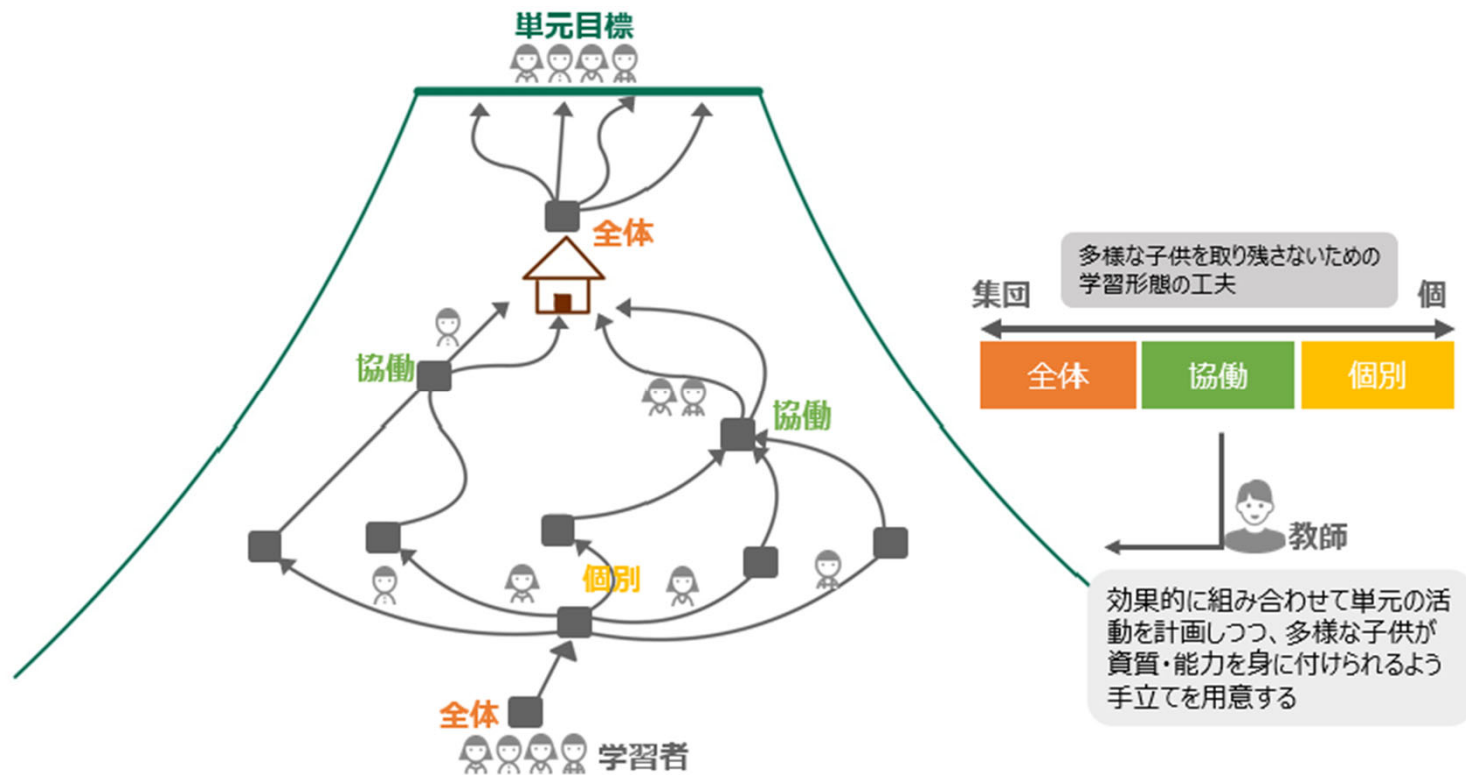 単元目標
全体
協働
協働
個別
全体
学習者
多様な子供を取り残さないための
学習形態の工夫
集団
個
全体
協働
個別
教師
効果的に組み合わせて単元の活
動を計画しつつ、多様な子供が
資質・能力を身に付けられるよう
手立てを用意する